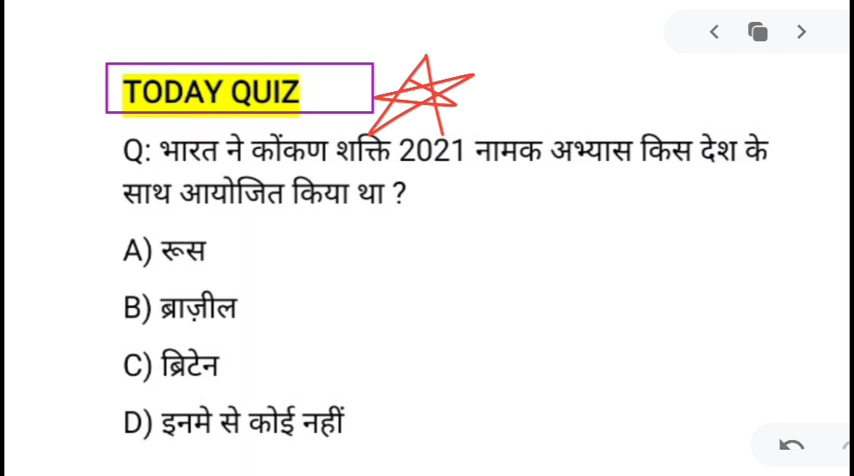 TODAY QUIZ
Q: भारत ने कोंकण शक्ति 2021 नामक अभ्यास किस देश के
साथ आयोजित किया था ?
A) रूस
B) ब्राज़ील
C) ब्रिटेन
D) इनमे से कोई नहीं